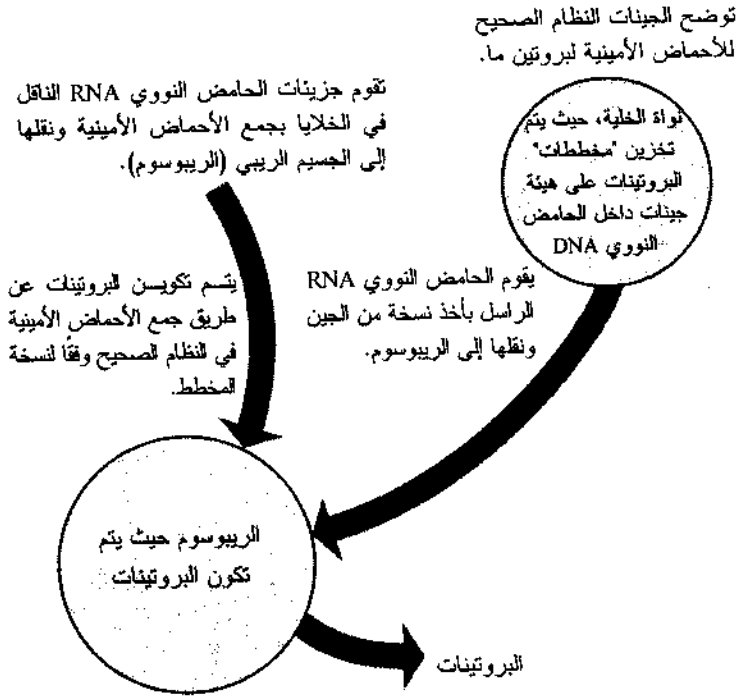 توضح الجينات النظام الصحيح
للأحماض الأمينية لبروتين ما.
نواة الخلية، حيث يتم
تخزين "مخططات"
البروتينات على هيئة
جينات داخل الحامض
النووي DNA
تقوم جزيئات الحامض النووي RNA الناقل
في الخلايا بجمع الأحماض الأمينية ونقلها
إلى الجسيم الريبي (الريبوسوم).
يقوم الحامض النووي RNA
الراسل بأخذ نسخة من الجين
ونقلها إلى الريبوسوم.
يتم تكوين البروتينات عن
طريق جمع الأحماض الأمينية
في النظام الصحيح وفقًا لنسخة
المخطط.
الريبوسوم حيث يتم
تكون البروتينات
البروتينات